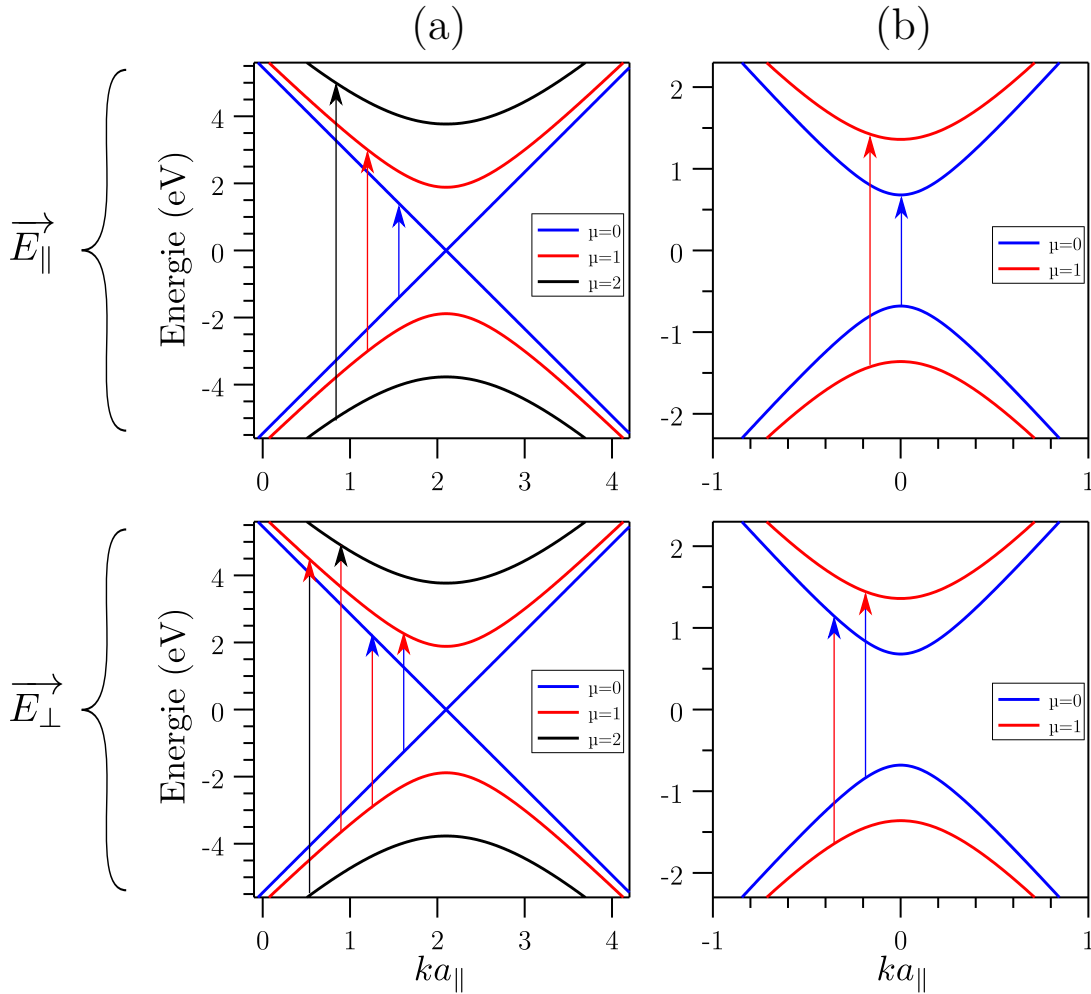 (a) (b)
E∥
Energie (eV)
4
2
0
-2
-4
µ=0
µ=1
µ=2
0 1 2 3 4
2
1
0
-1
-2
µ=0
µ=1
-1 0 1
E⊥
Energie (eV)
4
2
0
-2
-4
µ=0
µ=1
µ=2
0 1 2 3 4
ka∥
2
1
0
-1
-2
µ=0
µ=1
-1 0 1
ka∥